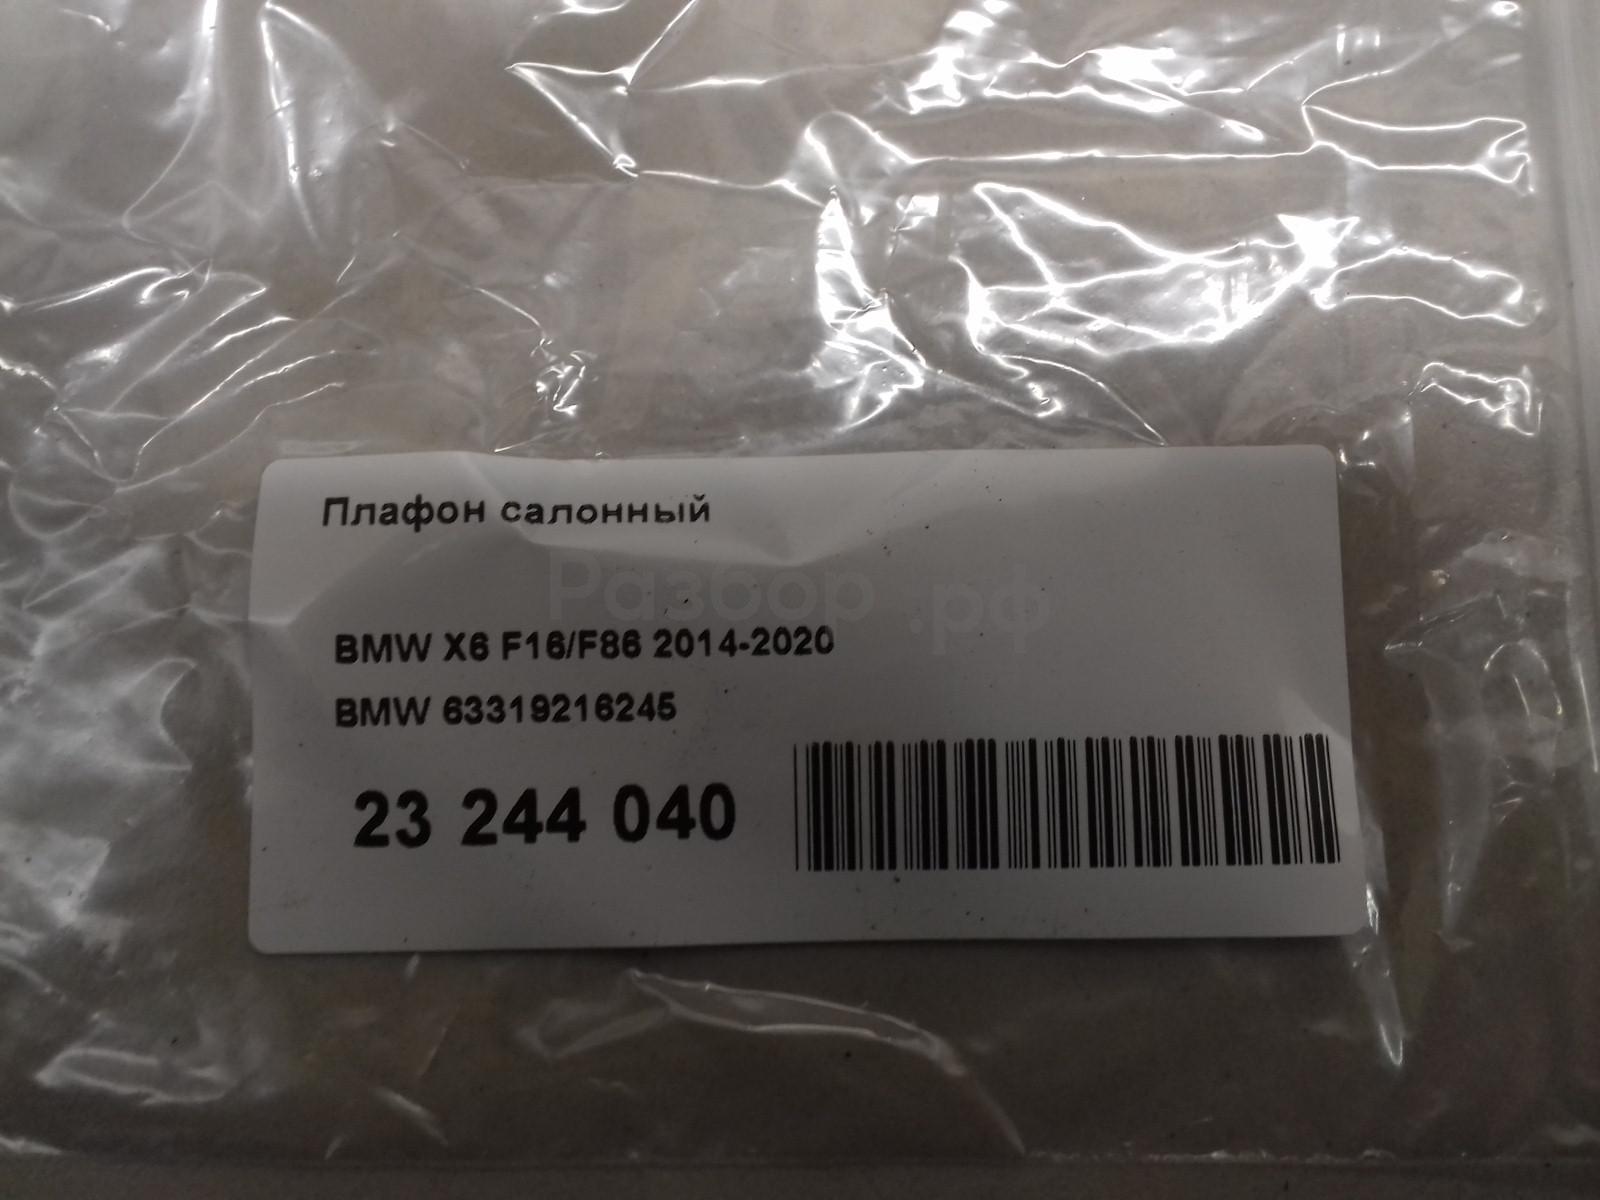 Плафон салонный
Разбор.рф
BMW X6 F16/F86 2014-2020
BMW 63319216245
23 244 040